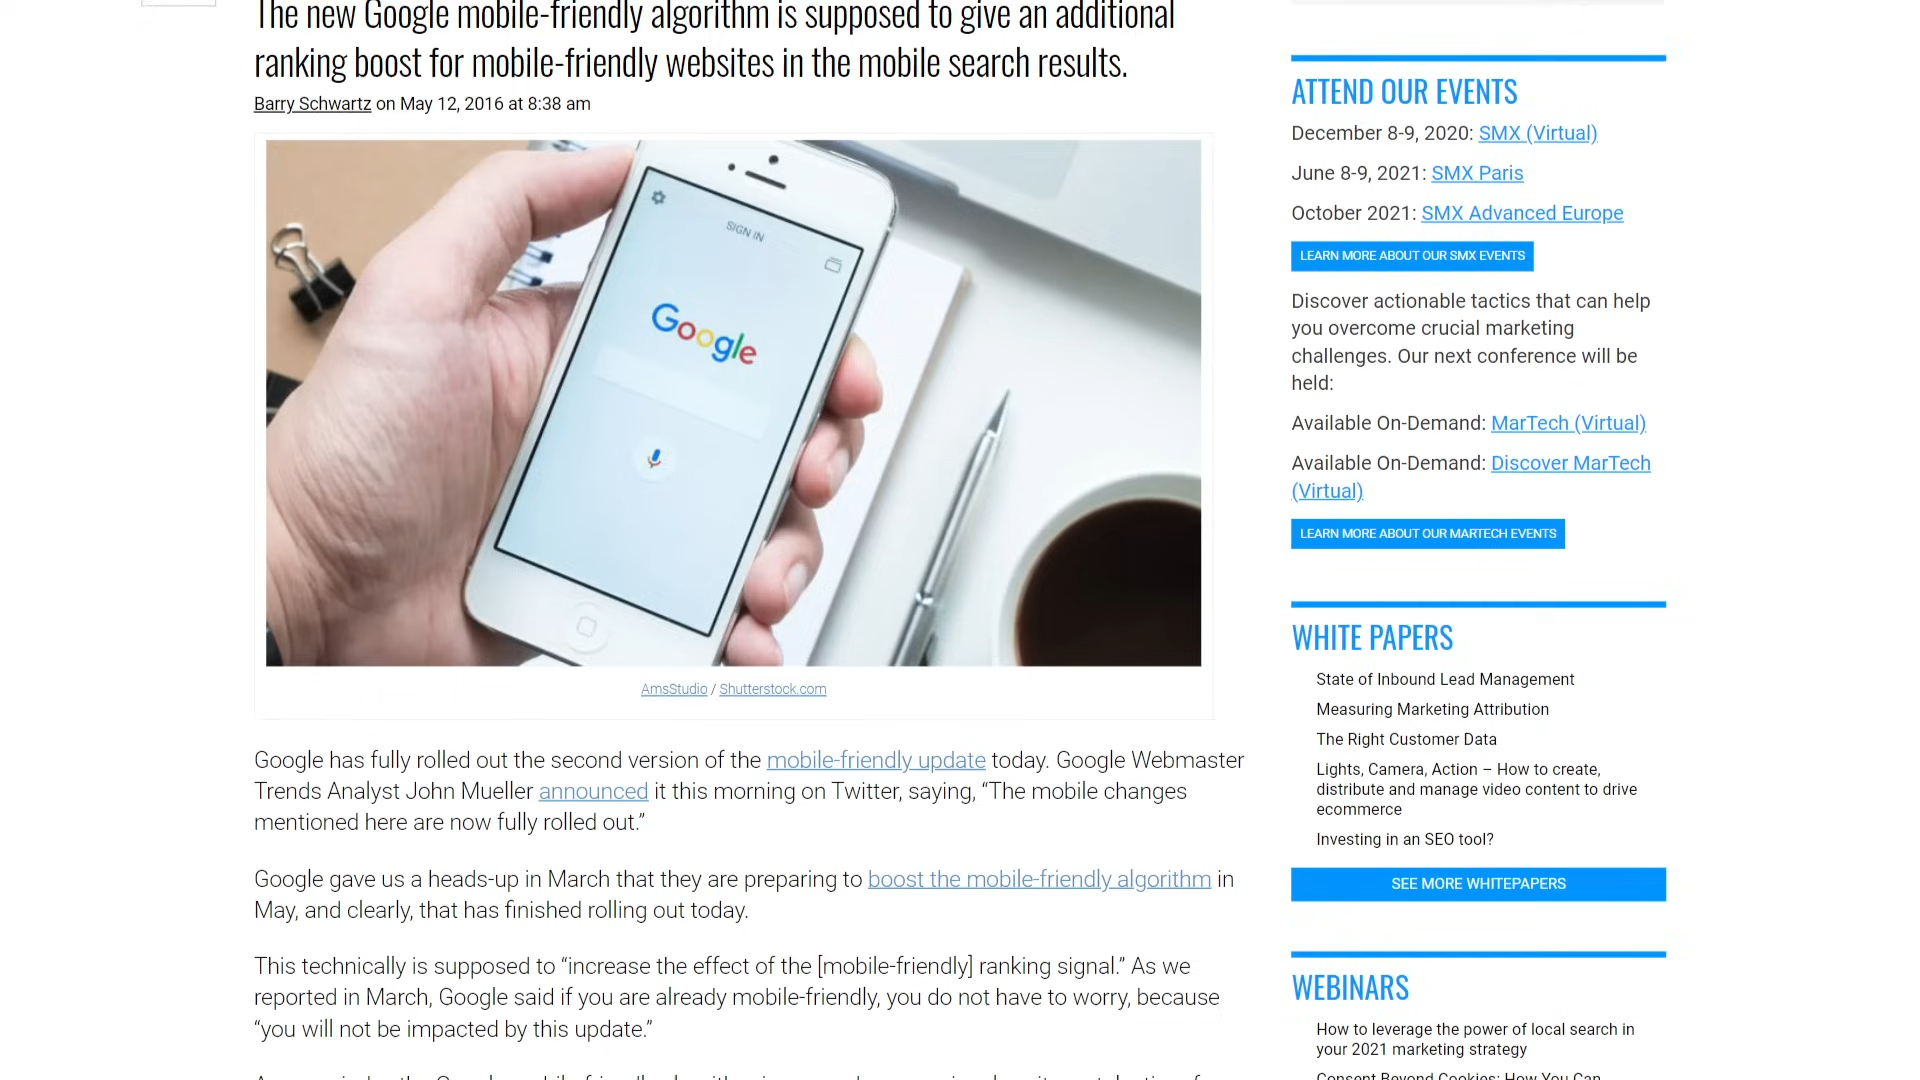 The new Google mobile-friendly algorithm is supposed to give an additional
ranking boost for mobile-friendly websites in the mobile search results.
Barry Schwartz on May 12, 2016 at 8:38 am
SIGN IN
Google
AmsStudio / Shutterstock.com
Google has fully rolled out the second version of the mobile-friendly update today. Google Webmaster
Trends Analyst John Mueller announced it this morning on Twitter, saying, “The mobile changes
mentioned here are now fully rolled out.”
Google gave us a heads-up in March that they are preparing to boost the mobile-friendly algorithm in
May, and clearly, that has finished rolling out today.
This technically is supposed to “increase the effect of the [mobile-friendly] ranking signal.” As we
reported in March, Google said if you are already mobile-friendly, you do not have to worry, because
“you will not be impacted by this update.”
ATTEND OUR EVENTS
December 8-9, 2020: SMX (Virtual)
June 8-9, 2021: SMX Paris
October 2021: SMX Advanced Europe
LEARN MORE ABOUT OUR SMX EVENTS
Discover actionable tactics that can help
you overcome crucial marketing
challenges. Our next conference will be
held:
Available On-Demand: MarTech (Virtual)
Available On-Demand: Discover MarTech
(Virtual)
LEARN MORE ABOUT OUR MARTECH EVENTS
WHITE PAPERS
State of Inbound Lead Management
Measuring Marketing Attribution
The Right Customer Data
Lights, Camera, Action – How to create,
distribute and manage video content to drive
ecommerce
Investing in an SEO tool?
SEE MORE WHITEPAPERS
WEBINARS
How to leverage the power of local search in
your 2021 marketing strategy
Consent Beyond Cookies: How You Can